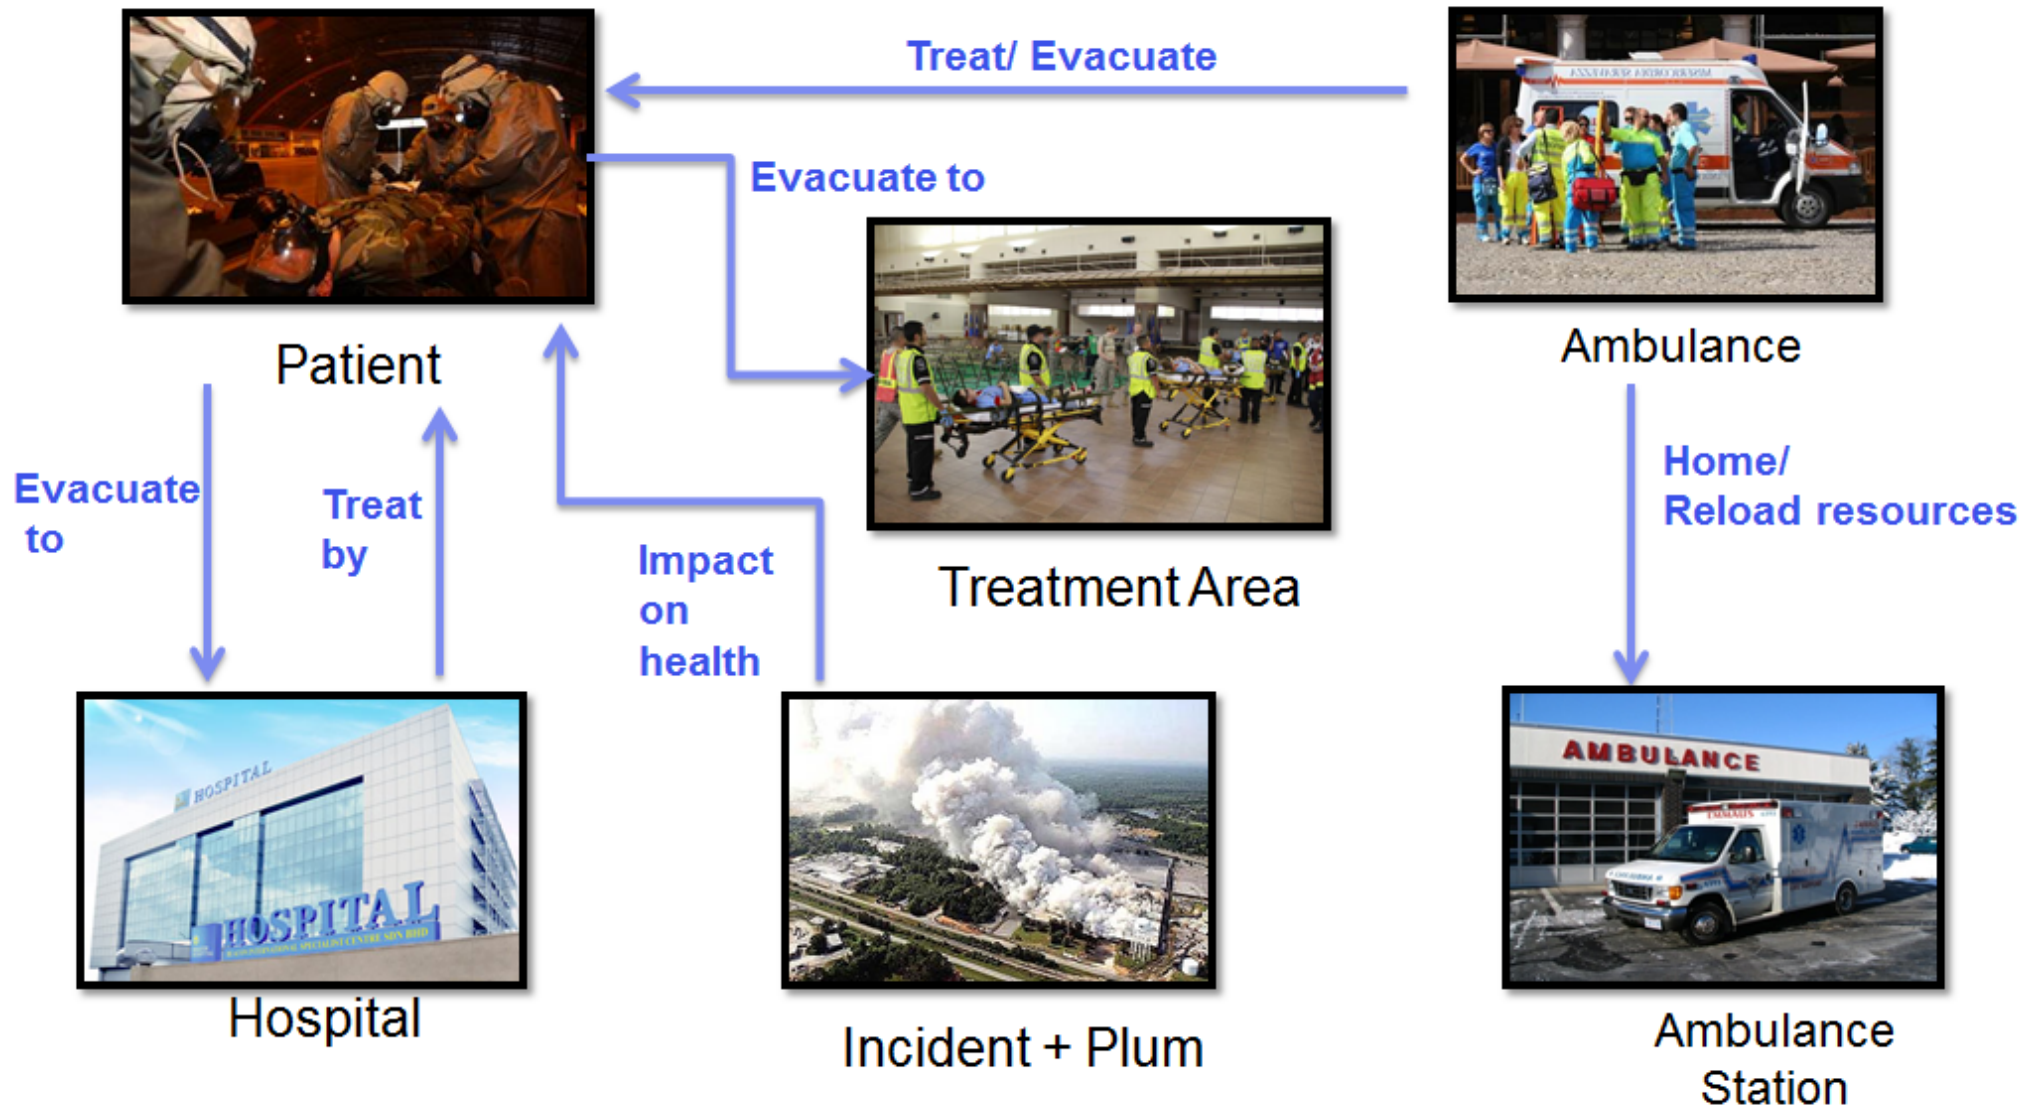 Treat/ Evacuate
Evacuate to
Patient
Ambulance
Evacuate
to
Treat
by
Impact
on
health
Treatment Area
Home/
Reload resources
HOSPITAL
HOSPITAL
Hospital
Incident + Plum
AMBULANCE
EMMAUS
Ambulance
Station